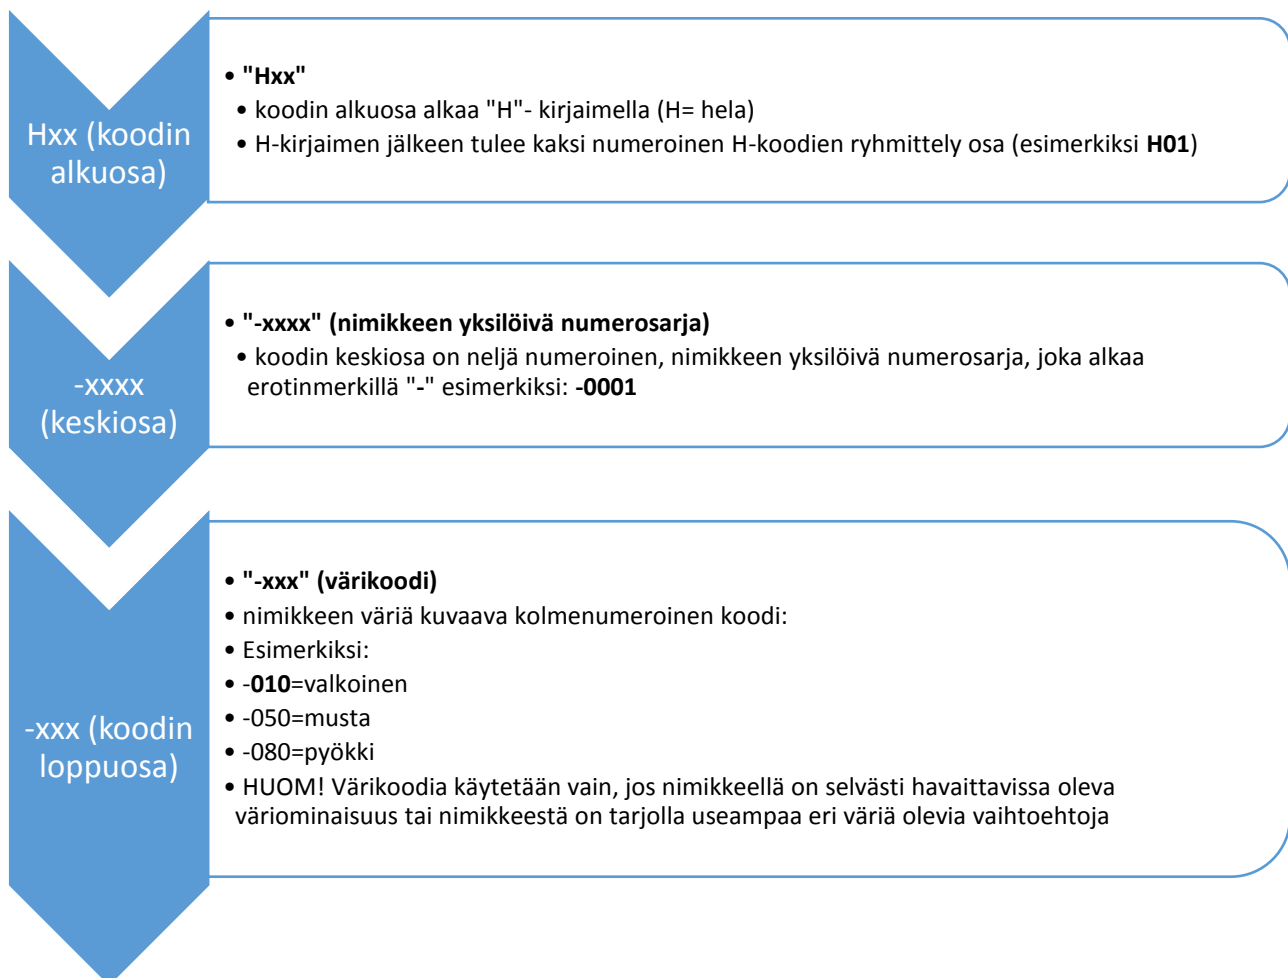 Hxx (koodin
alkuosa)
• "Hxx"
• koodin alkuosa alkaa "H"- kirjaimella (H= hela)
• H-kirjaimen jälkeen tulee kaksi numeroinen H-koodien ryhmittely osa (esimerkiksi H01)
-xxxx
(keskiosa)
• "-xxxx" (nimikkeen yksilöivä numerosarja)
• koodin keskiosa on neljä numeroinen, nimikkeen yksilöivä numerosarja, joka alkaa
erotinmerkillä "-" esimerkiksi: -0001
-xxx (koodin
loppuosa)
• "-xxx" (värikoodi)
• nimikkeen väriä kuvaava kolmenumeroinen koodi:
• Esimerkiksi:
• -010=valkoinen
• -050=musta
• -080=pyökki
• HUOM! Värikoodia käytetään vain, jos nimikkeellä on selvästi havaittavissa oleva
väriominaisuus tai nimikkeestä on tarjolla useampaa eri väriä olevia vaihtoehtoja